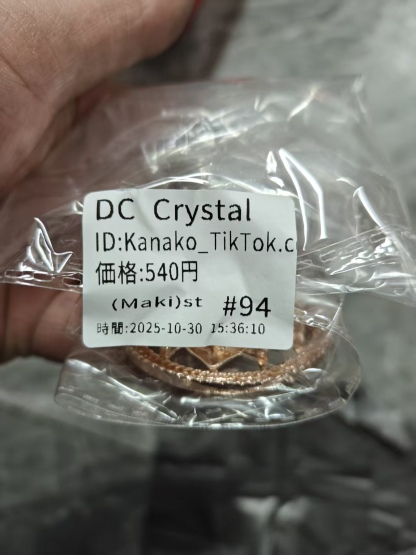 DC Crystal
ID:Kanako_TikTok.c
価格:540円
(Maki)st #94
時間:2025-10-30 15:36:10